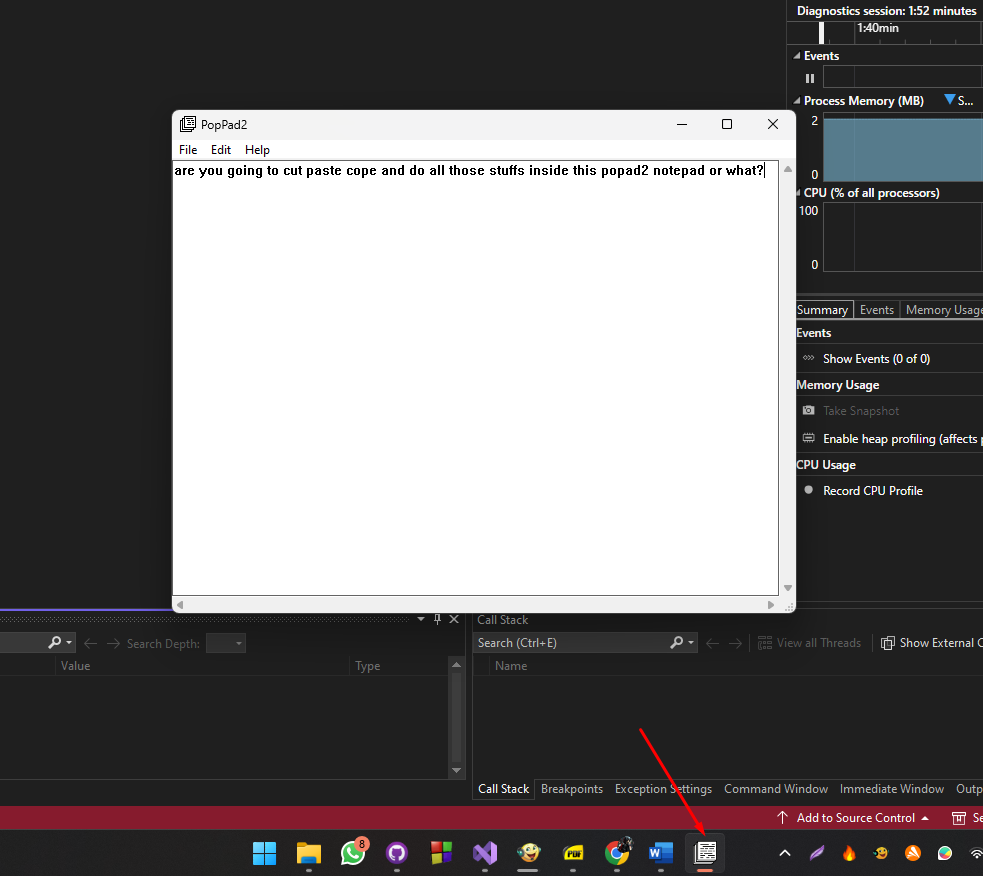 Diagnostics session: 1:52 minutes
1:40min
Events
Process Memory (MB) S...
2
0
CPU (% of all processors)
100
0
Summary Events Memory Usage
Events
Show Events (0 of 0)
Memory Usage
Take Snapshot
Enable heap profiling (affects
CPU Usage
Record CPU Profile
PopPad2
File Edit Help
are you going to cut paste cope and do all those stuffs inside this popad2 notepad or what?
Search Depth:
Value Type
Call Stack
Search (Ctrl+E) View all Threads Show External C
Name
Call Stack Breakpoints Exception Settings Command Window Immediate Window Outp
Add to Source Control Se
8
PDF
W